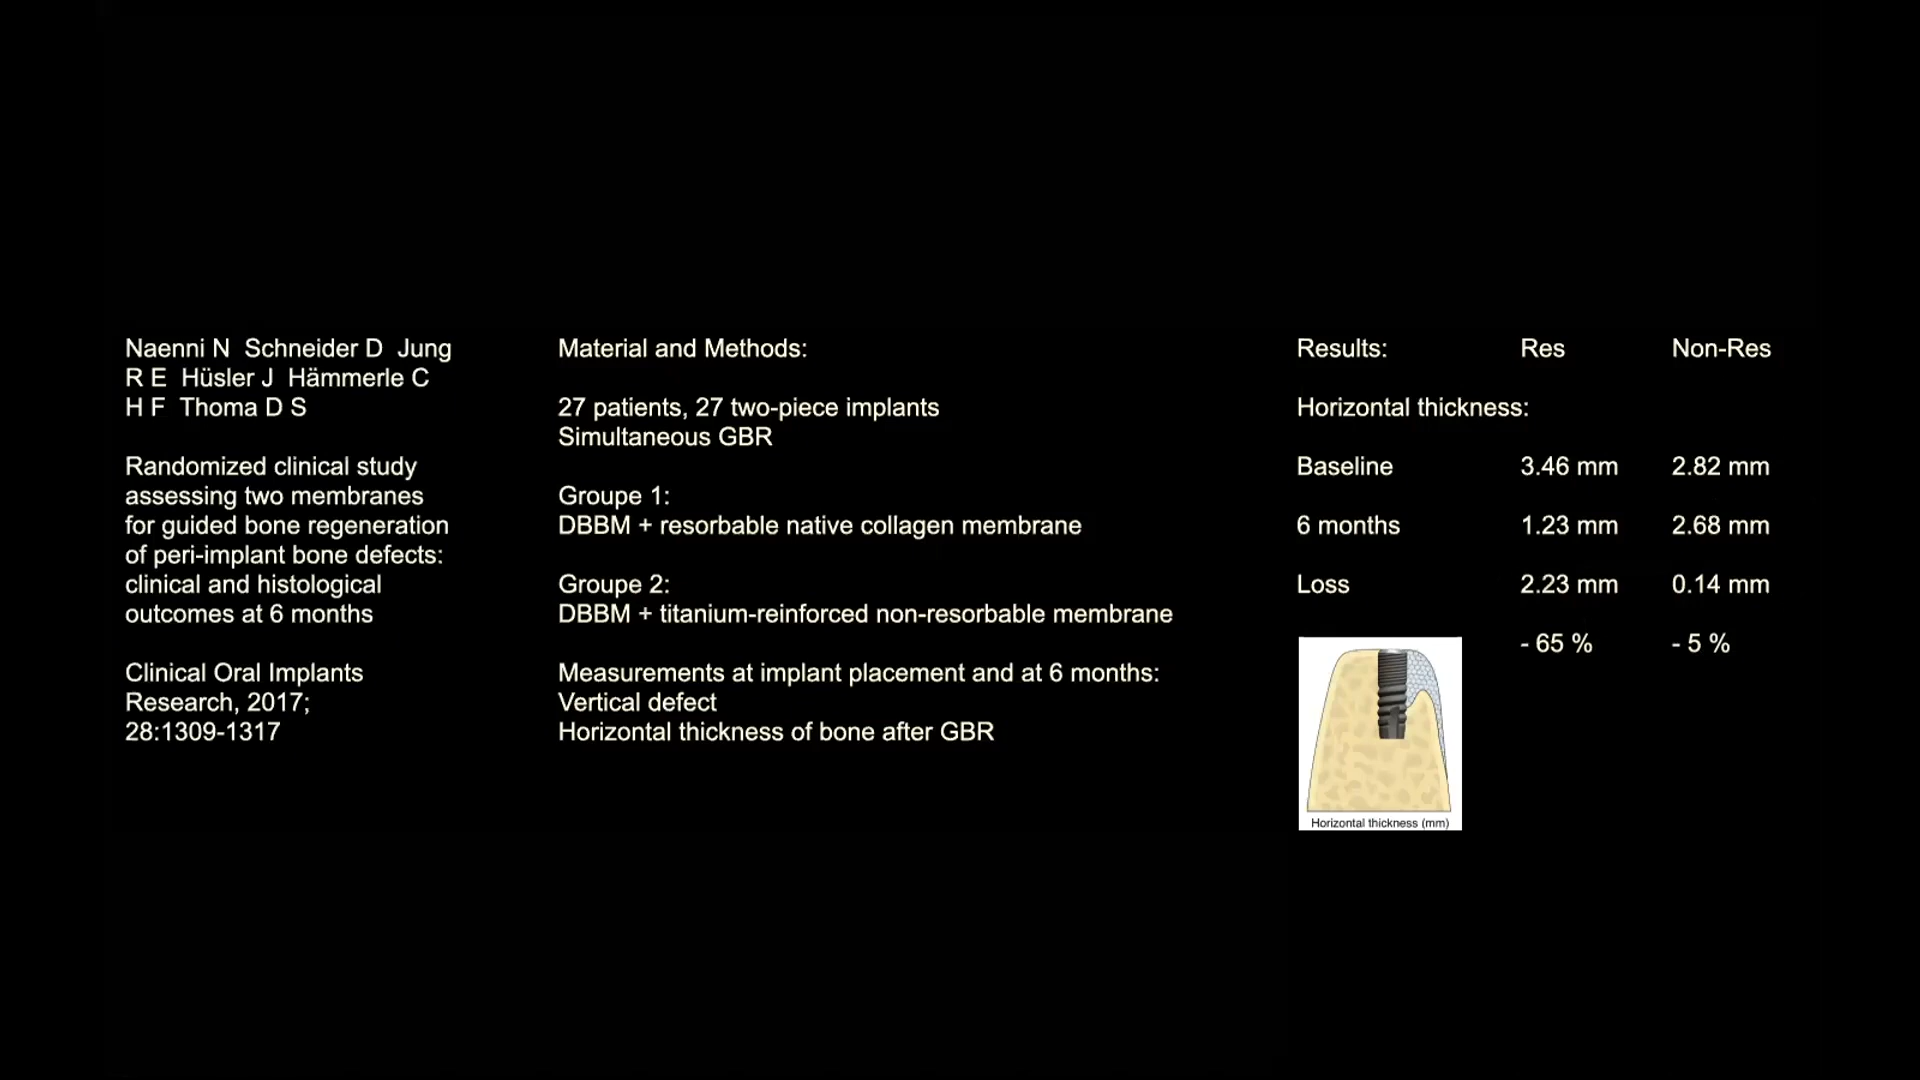 Naenni N  Schneider D  Jung
R E  Hüsler J  Hämmerle C
H F  Thoma D S
Randomized clinical study
assessing two membranes
for guided bone regeneration
of peri-implant bone defects:
clinical and histological
outcomes at 6 months
Clinical Oral Implants
Research, 2017;
28:1309-1317
Material and Methods:
27 patients, 27 two-piece implants
Simultaneous GBR
Groupe 1:
DBBM + resorbable native collagen membrane
Groupe 2:
DBBM + titanium-reinforced non-resorbable membrane
Measurements at implant placement and at 6 months:
Vertical defect
Horizontal thickness of bone after GBR
Results: Res Non-Res
Horizontal thickness:
Baseline 3.46 mm 2.82 mm
6 months 1.23 mm 2.68 mm
Loss 2.23 mm 0.14 mm
- 65 % - 5 %
Horizontal thickness (mm)